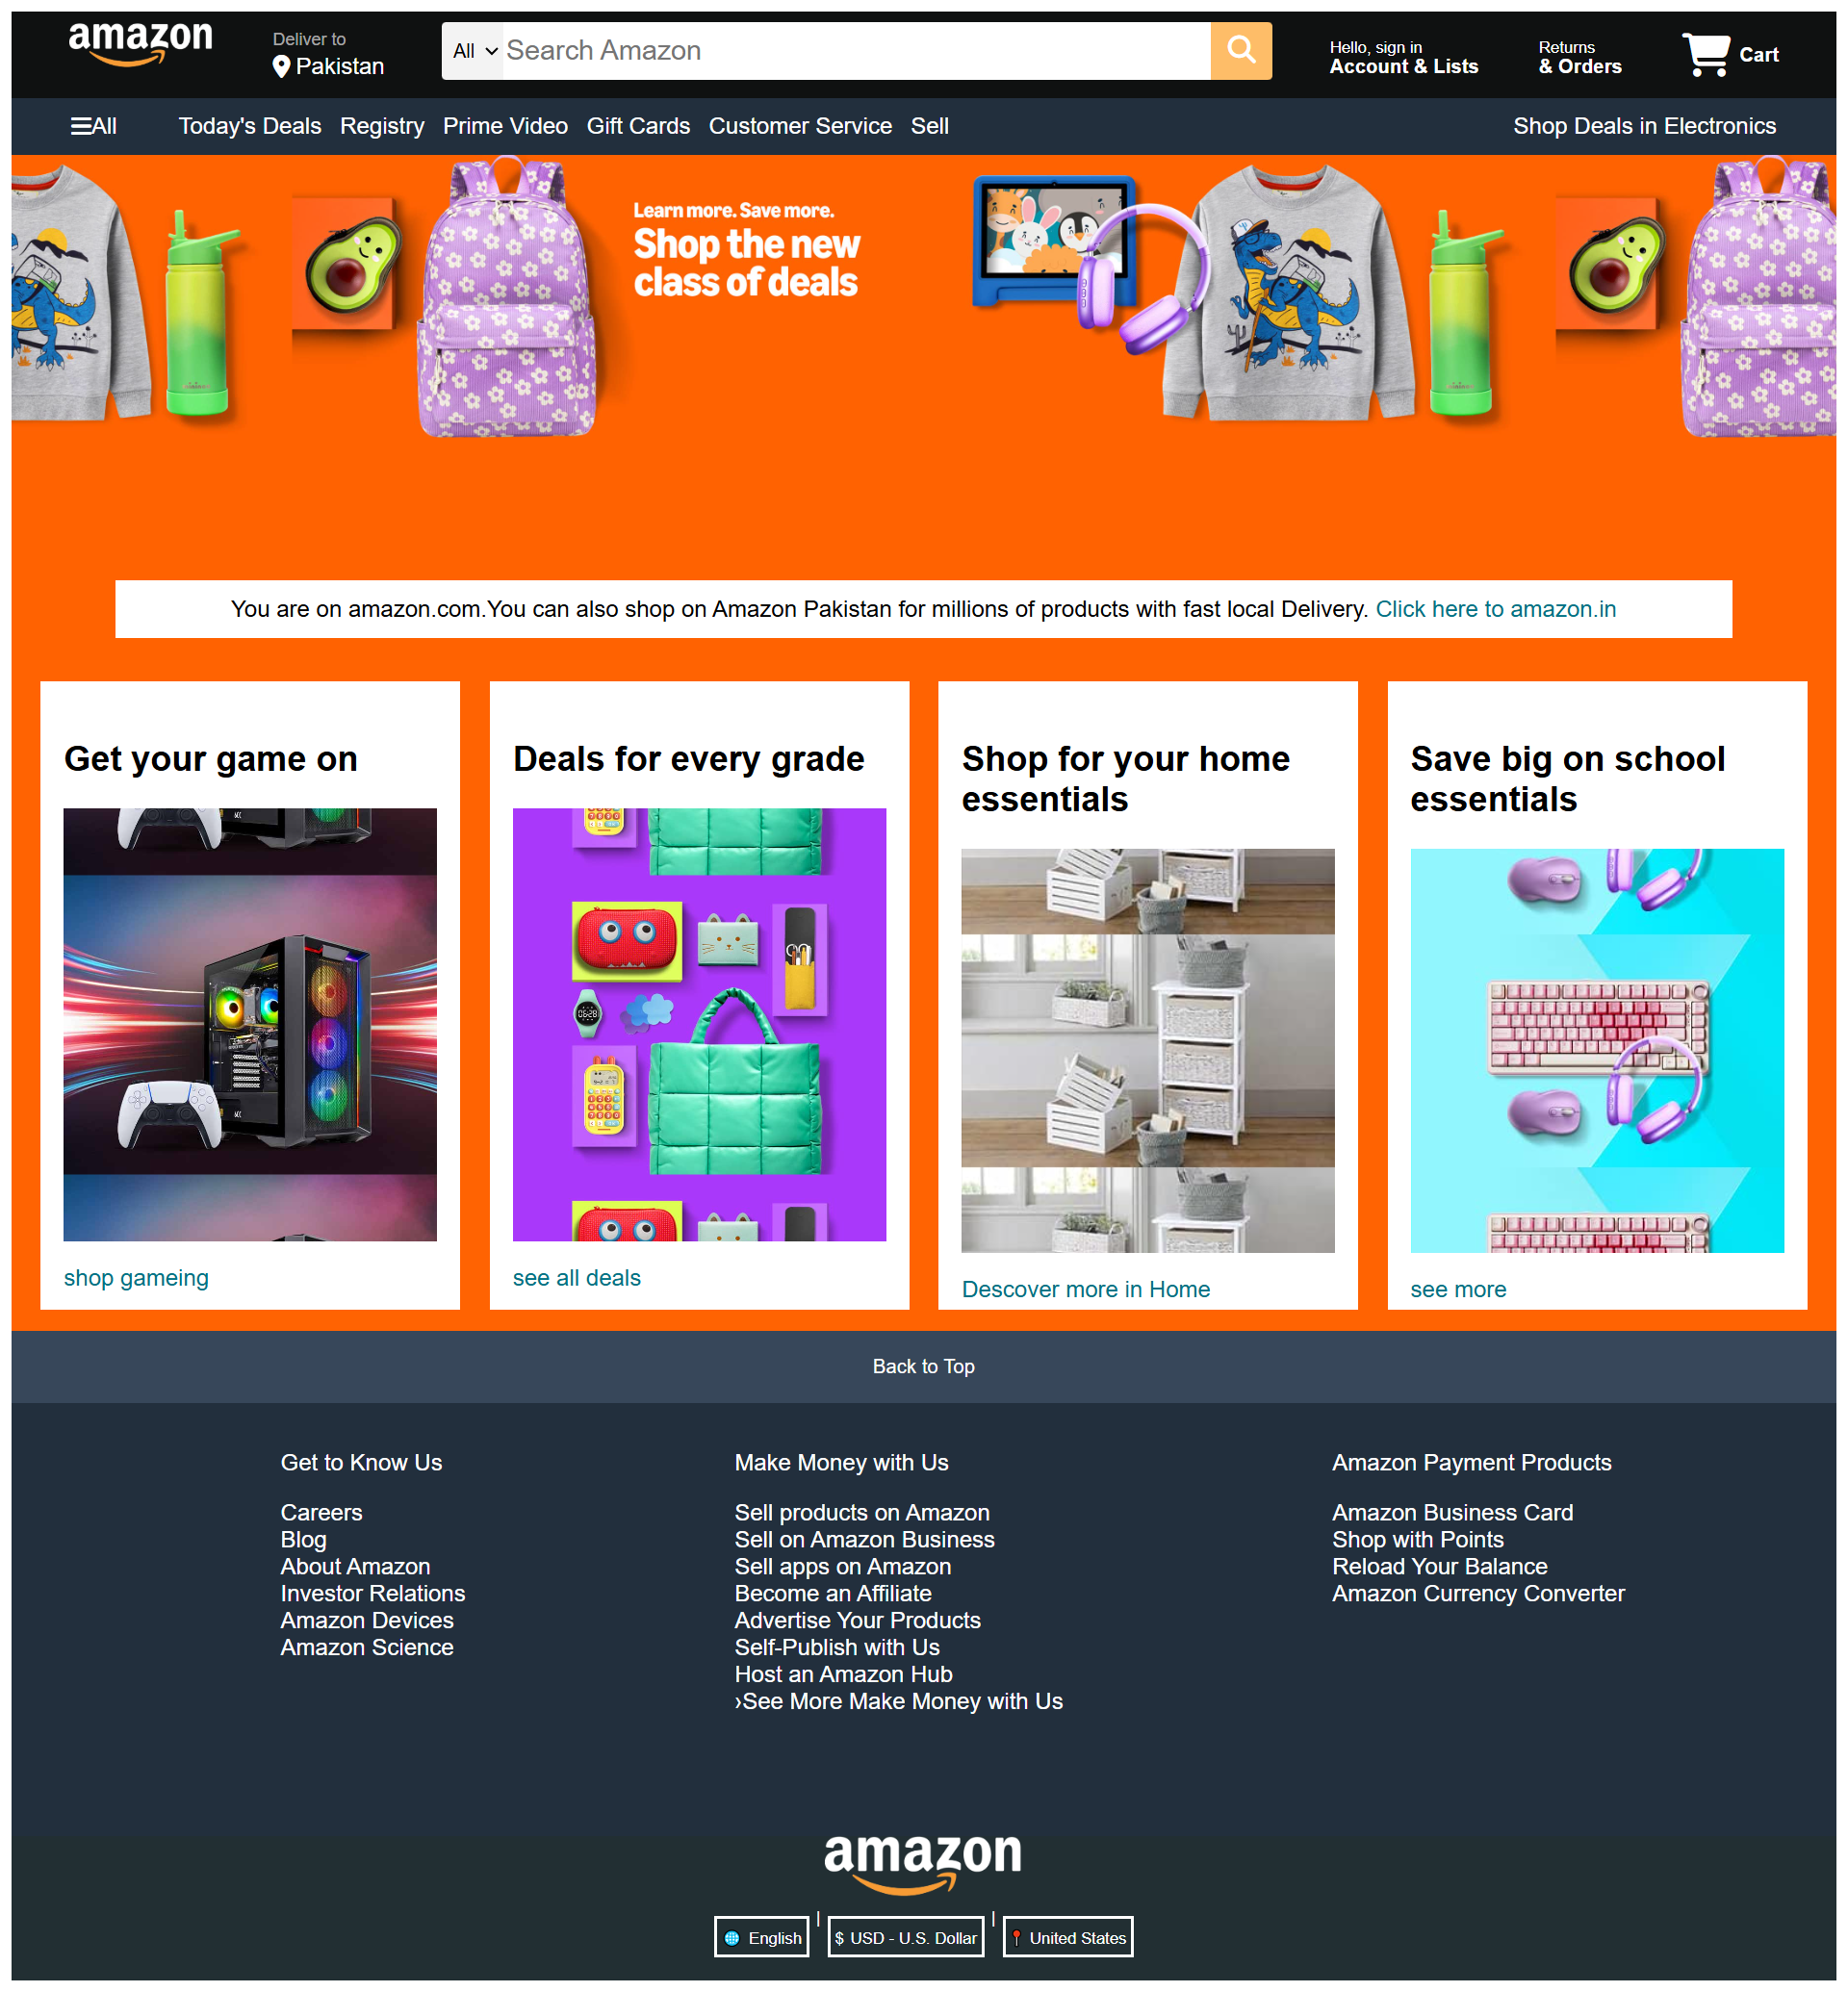 amazon
Deliver to
Pakistan
All
Search Amazon
Hello, sign in
Account & Lists
Returns
& Orders
Cart
All
Today's Deals
Registry
Prime Video
Gift Cards
Customer Service
Sell
Shop Deals in Electronics
Learn more. Save more.
Shop the new
class of deals
You are on amazon.com.You can also shop on Amazon Pakistan for millions of products with fast local Delivery. Click here to amazon.in
Get your game on
shop gameing
Deals for every grade
06:28
see all deals
Shop for your home
essentials
Descover more in Home
Save big on school
essentials
see more
Back to Top
Get to Know Us
Careers
Blog
About Amazon
Investor Relations
Amazon Devices
Amazon Science
Make Money with Us
Sell products on Amazon
Sell on Amazon Business
Sell apps on Amazon
Become an Affiliate
Advertise Your Products
Self-Publish with Us
Host an Amazon Hub
›See More Make Money with Us
Amazon Payment Products
Amazon Business Card
Shop with Points
Reload Your Balance
Amazon Currency Converter
amazon
English
|
$ USD - U.S. Dollar
|
United States